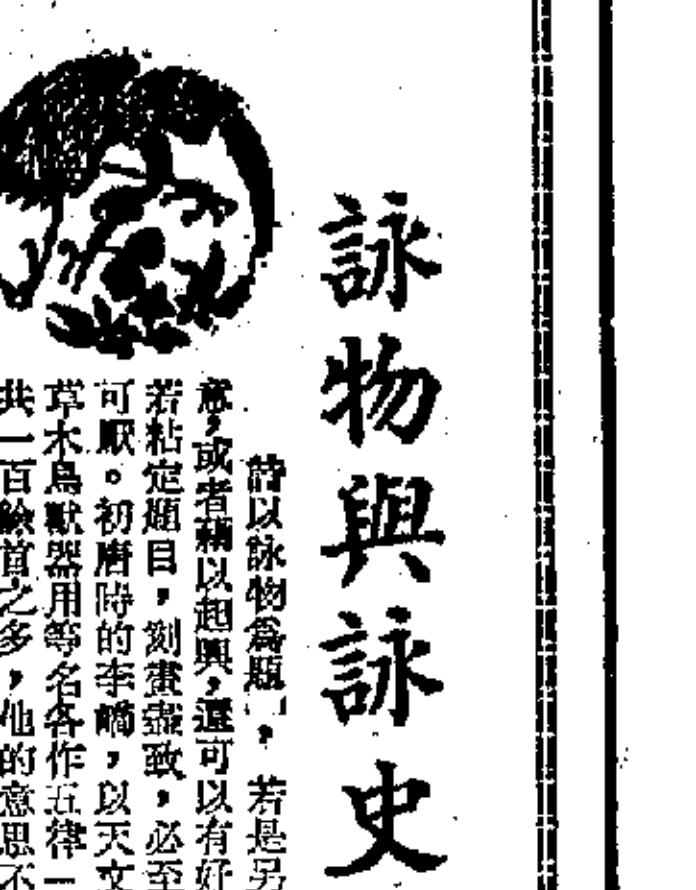 詠物與詠史
詩以詠物爲題，若是另
意，或者藉以起興，還可以有好
若粘定題目，刻畫盡致，必至
可厭。初唐時的李嶠，以天文
草木鳥獸器用等名各作五律一
共一百餘首之多，他的意思不